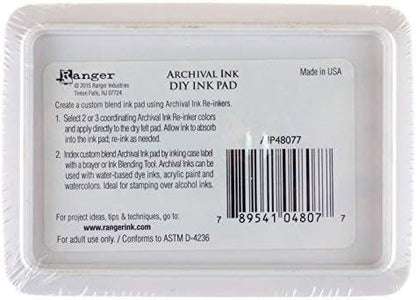 Ranger
© 2015 Ranger Industries
Tinton Falls, NJ 07724
ARCHIVAL INK
DIY INK PAD
Made in USA
Create a custom blend ink pad using Archival Ink Re-inkers.
1. Select 2 or 3 coordinating Archival Ink Re-inker colors
and apply directly to the dry felt pad. Allow ink to absorb
into the ink pad; re-ink as needed.
2. Index custom blend Archival Ink pad by inking case label
with a brayer or Ink Blending Tool. Archival Inks can be
used with water-based dye inks, acrylic paint and
watercolors. Ideal for stamping over alcohol inks.
AIP48077
7 89541 04807 7
For project ideas, tips & techniques, go to:
www.rangerink.com
For adult use only. / Conforms to ASTM D-4236